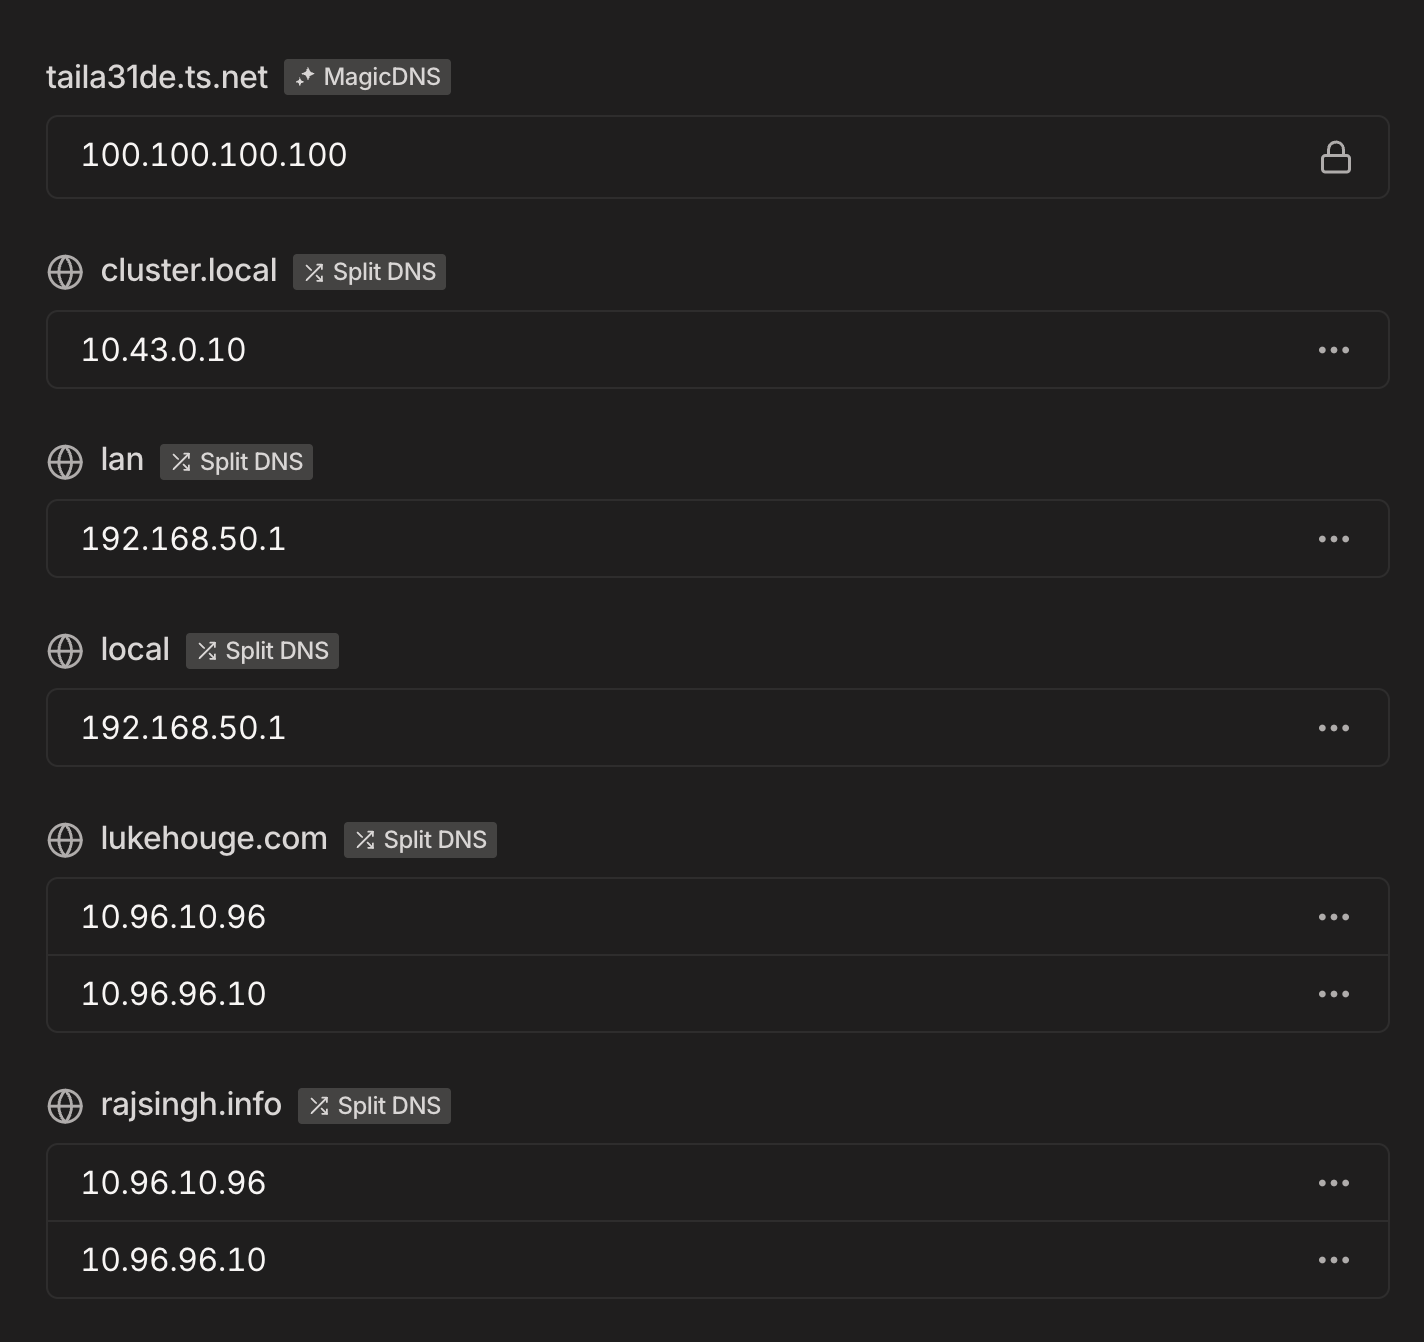 taila31de.ts.net MagicDNS
100.100.100.100
cluster.local Split DNS
10.43.0.10
lan Split DNS
192.168.50.1
local Split DNS
192.168.50.1
lukehouge.com Split DNS
10.96.10.96
10.96.96.10
rajsingh.info Split DNS
10.96.10.96
10.96.96.10